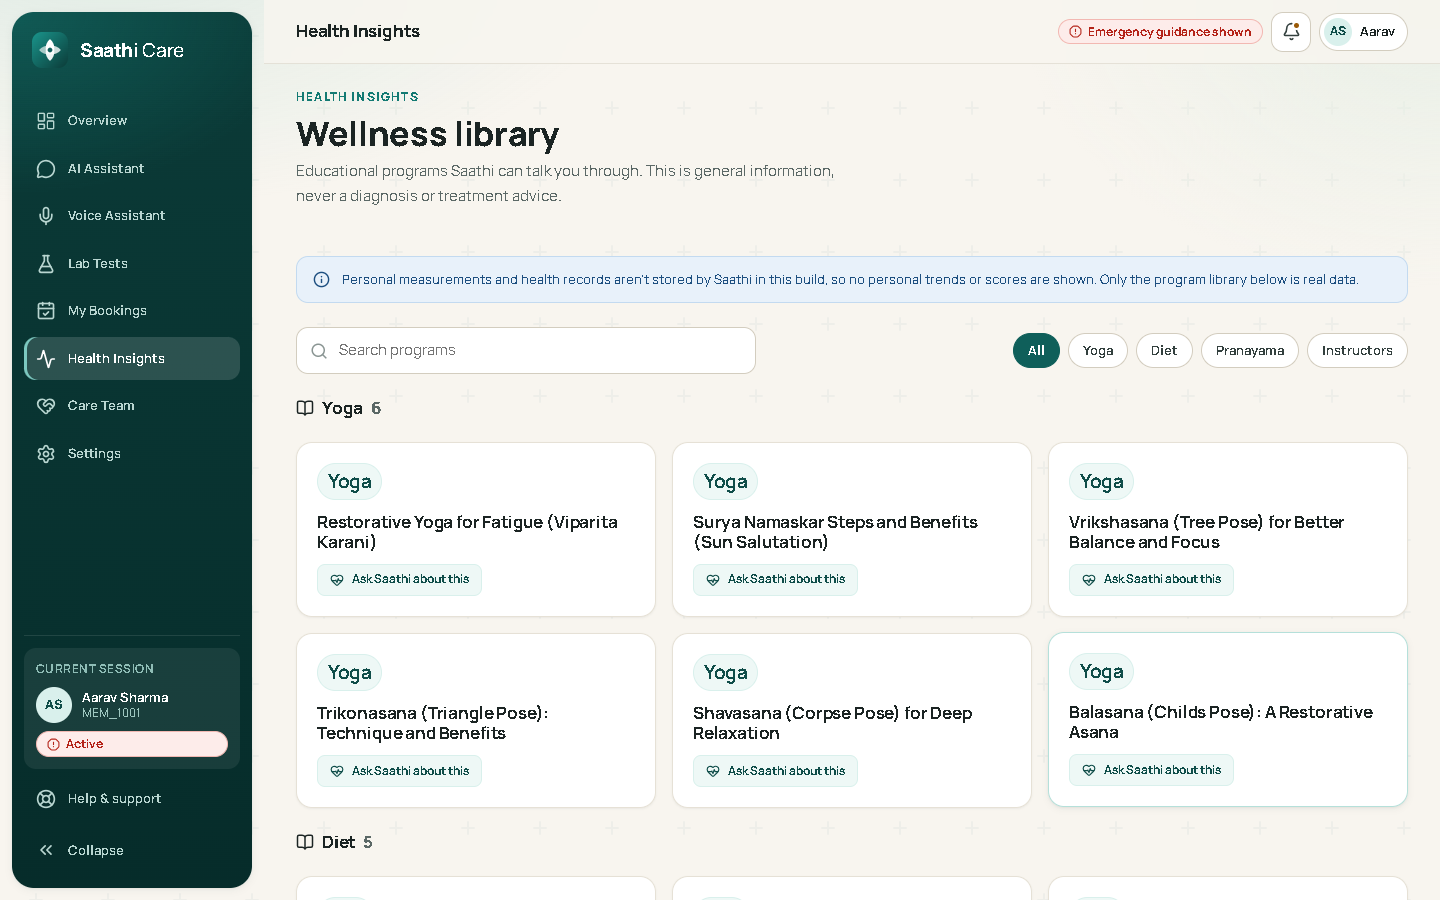 Saathi Care
Overview
AI Assistant
Voice Assistant
Lab Tests
My Bookings
Health Insights
Care Team
Settings
CURRENT SESSION
AS
Aarav Sharma
MEM_1001
Active
Help & support
Collapse
Health Insights
Emergency guidance shown
AS
Aarav
HEALTH INSIGHTS
Wellness library
Educational programs Saathi can talk you through. This is general information,
never a diagnosis or treatment advice.
Personal measurements and health records aren't stored by Saathi in this build, so no personal trends or scores are shown. Only the program library below is real data.
Search programs
All
Yoga
Diet
Pranayama
Instructors
Yoga 6
Yoga
Restorative Yoga for Fatigue (Viparita
Karani)
Ask Saathi about this
Yoga
Surya Namaskar Steps and Benefits
(Sun Salutation)
Ask Saathi about this
Yoga
Vrikshasana (Tree Pose) for Better
Balance and Focus
Ask Saathi about this
Yoga
Trikonasana (Triangle Pose):
Technique and Benefits
Ask Saathi about this
Yoga
Shavasana (Corpse Pose) for Deep
Relaxation
Ask Saathi about this
Yoga
Balasana (Childs Pose): A Restorative
Asana
Ask Saathi about this
Diet 5